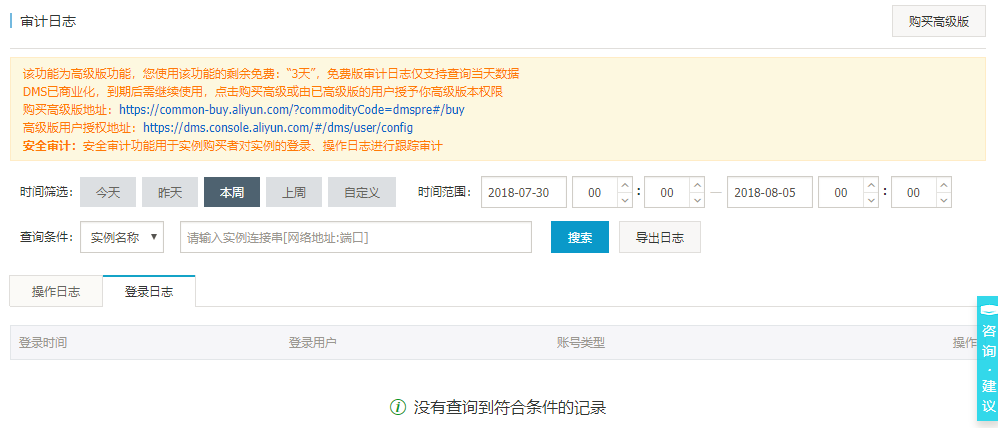 审计日志
购买高级版
该功能为高级版功能，您使用该功能的剩余免费：“3天”，免费版审计日志仅支持查询当天数据
DMS已商业化，到期后需继续使用，点击购买高级或由已高级版的用户授予你高级版本权限
购买高级版地址：https://common-buy.aliyun.com/?commodityCode=dmspre#/buy
高级版用户授权地址：https://dms.console.aliyun.com/#/dms/user/config
安全审计：安全审计功能用于实例购买者对实例的登录、操作日志进行跟踪审计
时间筛选： 今天 昨天 本周 上周 自定义 时间范围： 2018-07-30 00 : 00 — 2018-08-05 00 : 00
查询条件： 实例名称 ▼ 请输入实例连接串[网络地址:端口] 搜索 导出日志
操作日志 登录日志
登录时间 登录用户 账号类型 操作
没有查询到符合条件的记录
咨询·建议